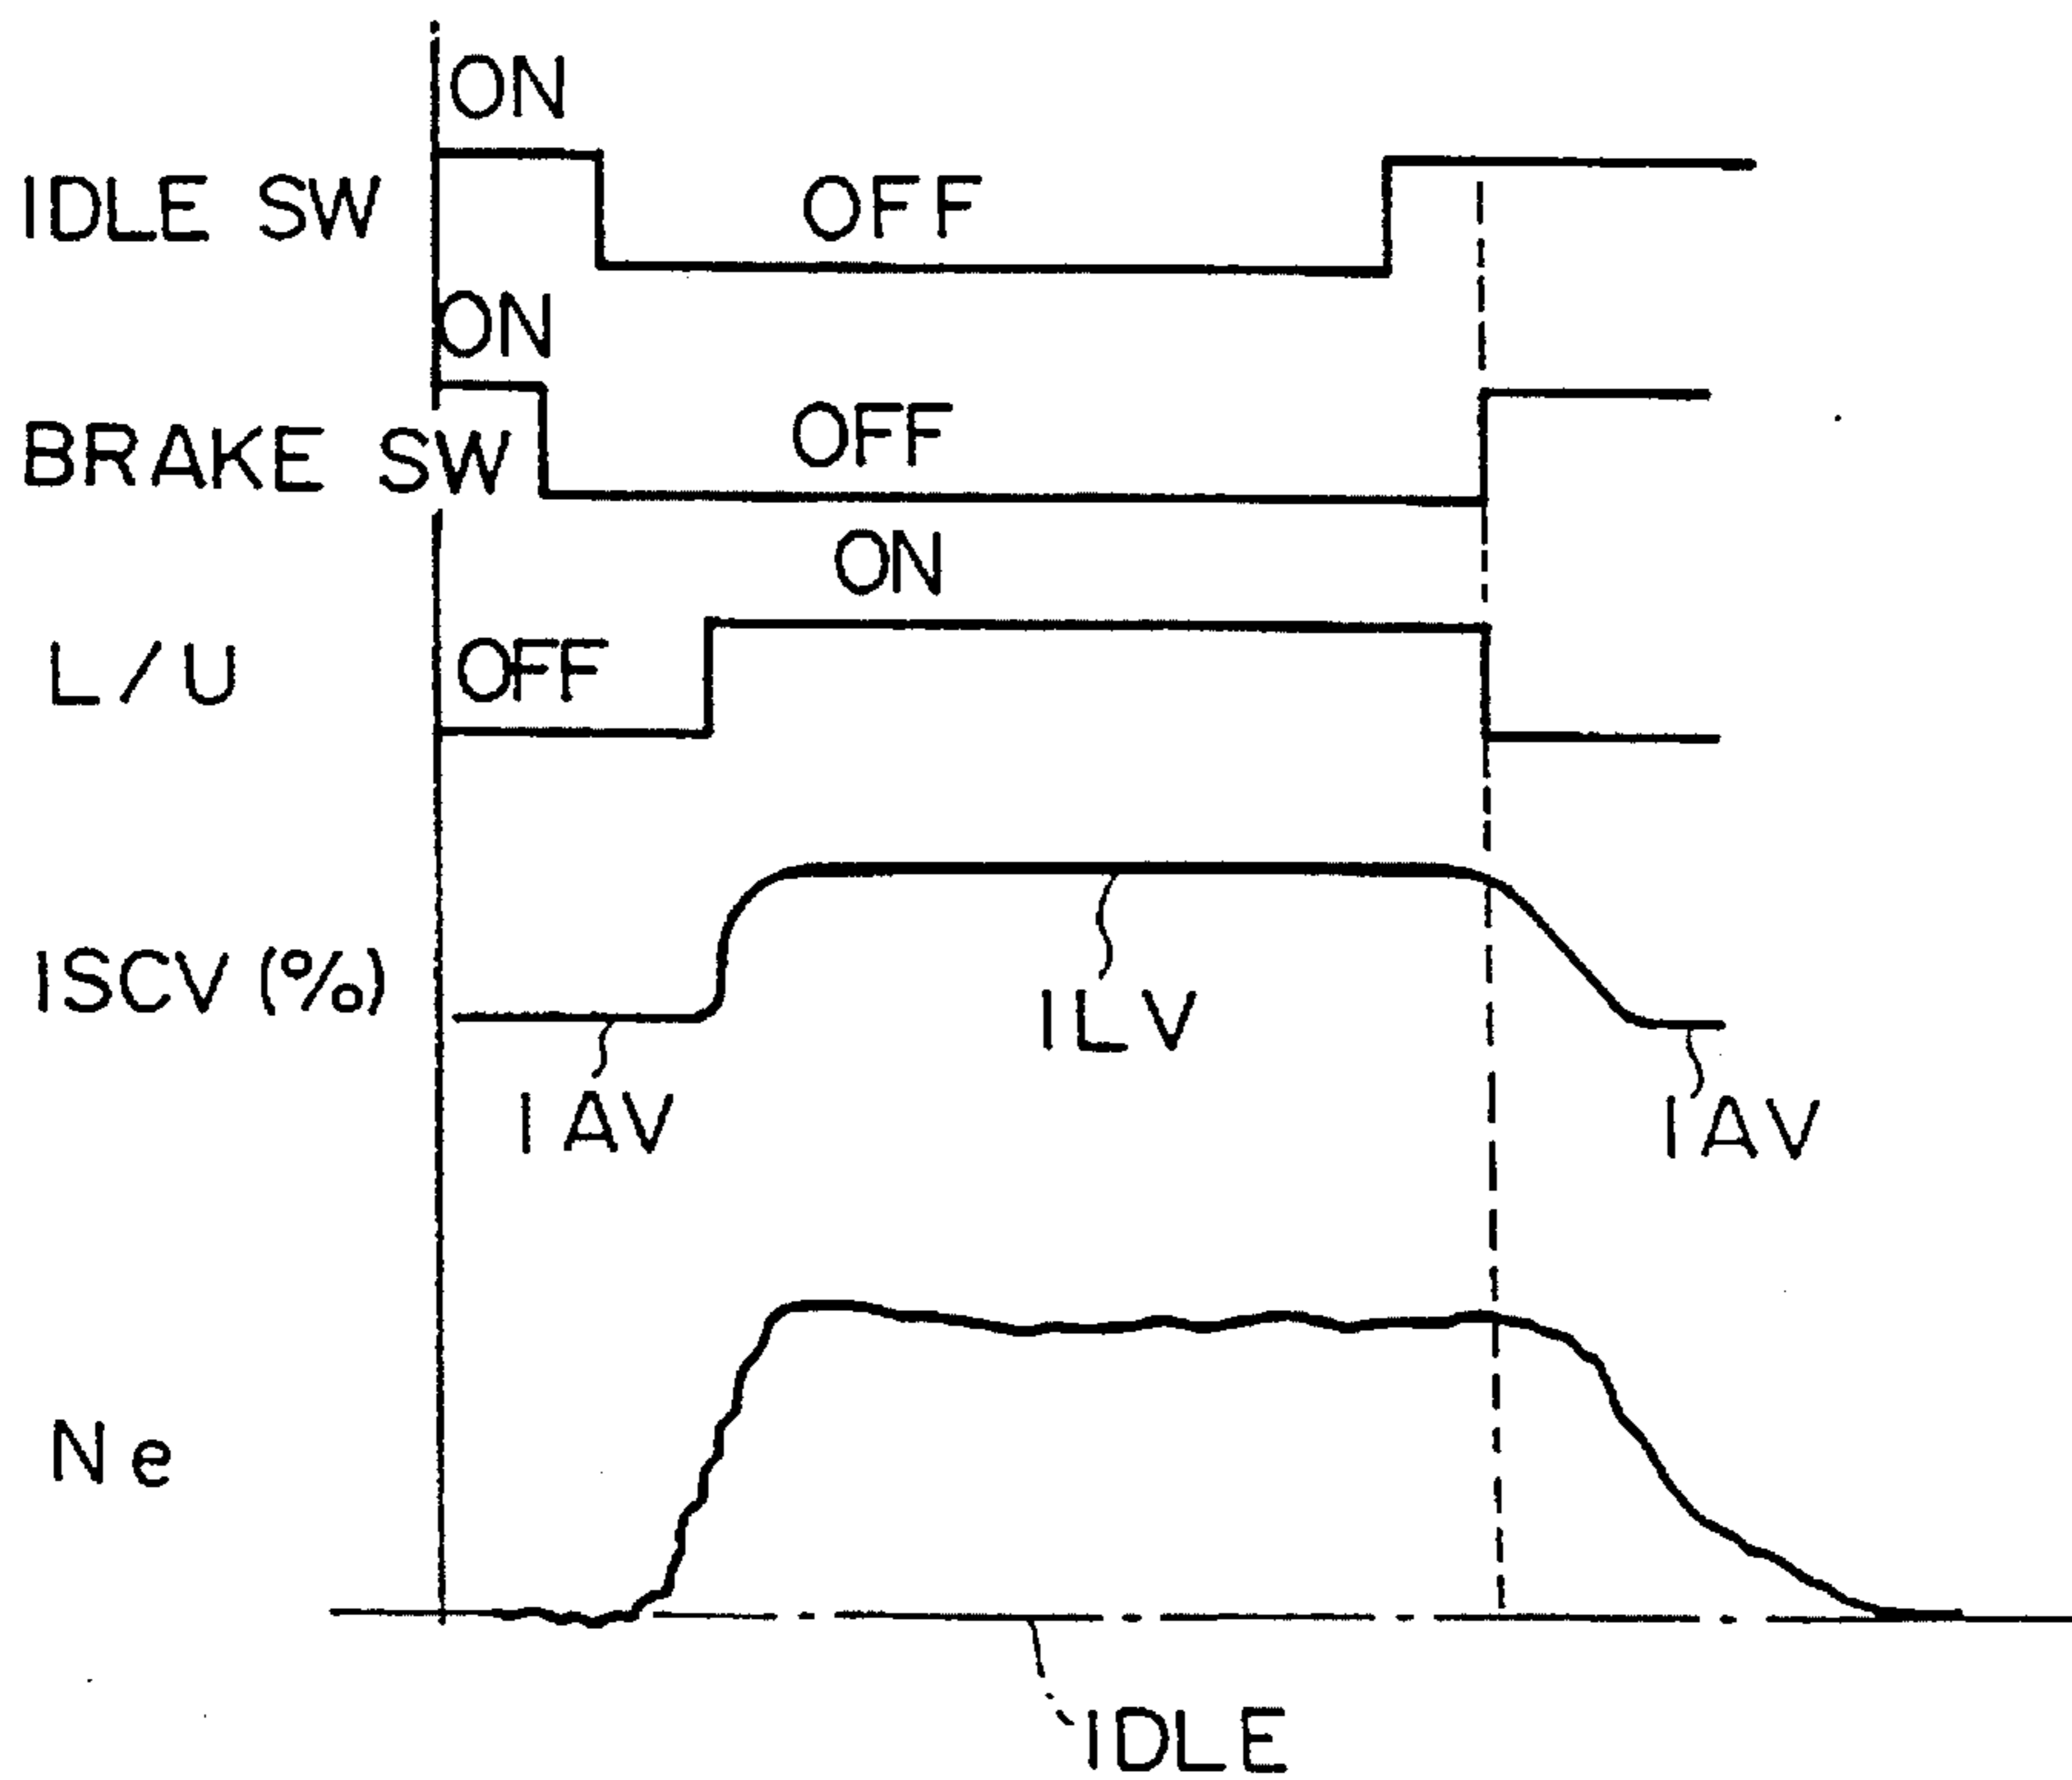 ON
IDLE SW
OFF
ON
BRAKE SW
OFF
ON
L/U
OFF
ISCV (%)
ILV
IAV
IAV
Ne
IDLE